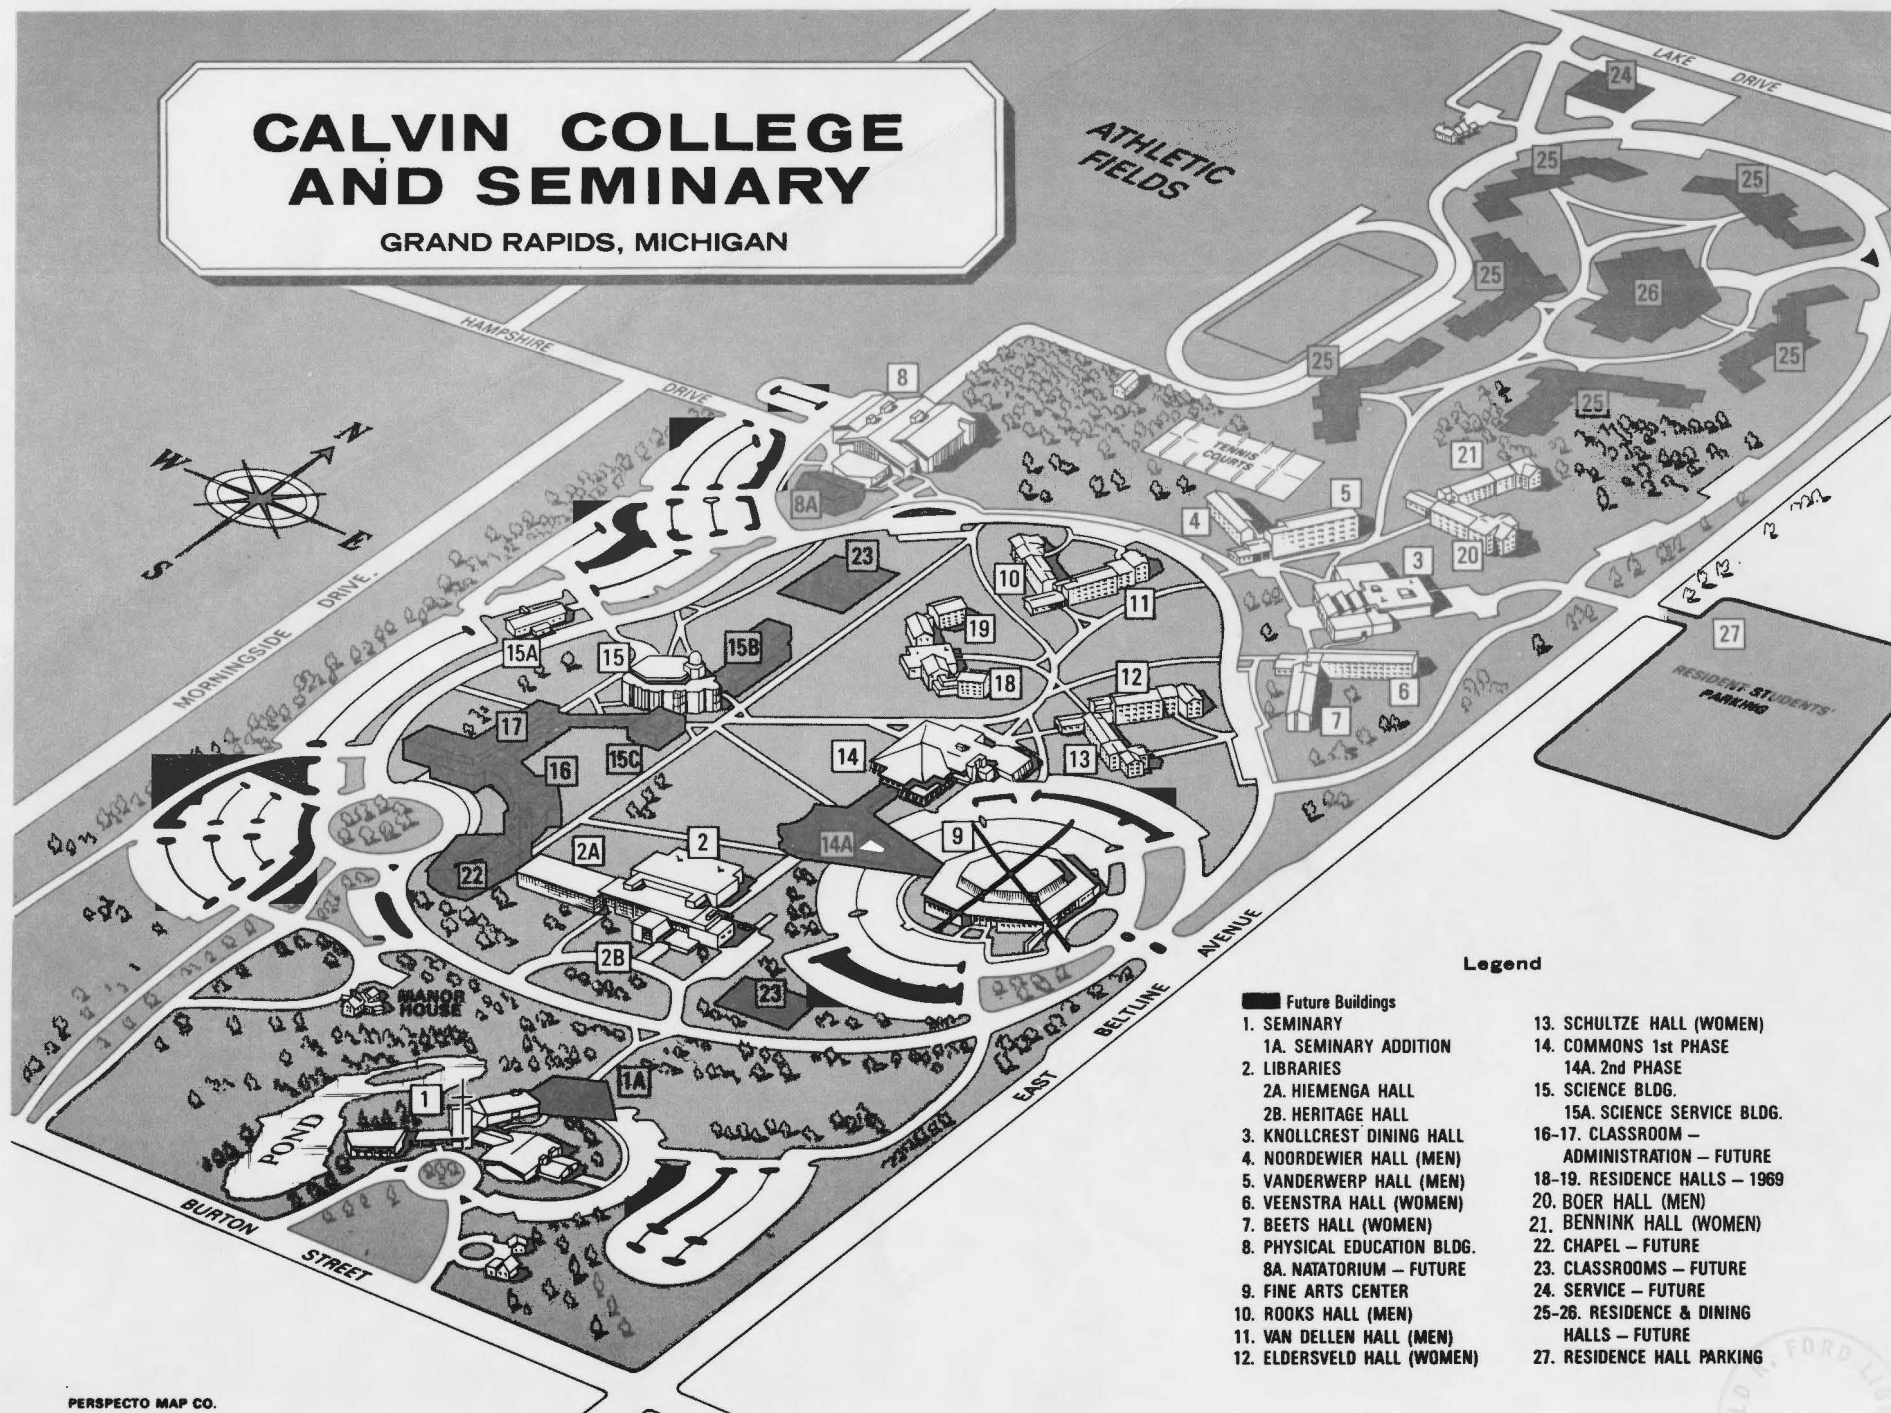 CALVIN COLLEGE
AND SEMINARY
GRAND RAPIDS, MICHIGAN
ATHLETIC
FIELDS
LAKE DRIVE
24
25
25
25
26
25
25
25
HAMPSHIRE
DRIVE
8
8A
TENNIS
COURTS
21
5
4
20
3
N
W
E
S
MORNINGSIDE DRIVE.
23
10
11
19
18
12
13
15A
15
15B
17
15C
16
14
14A
9
6
7
27
RESIDENT STUDENTS'
PARKING
2A
2
22
2B
23
MANOR
HOUSE
1
1A
POND
BURTON STREET
EAST BELTLINE AVENUE
Legend
Future Buildings
1. SEMINARY
1A. SEMINARY ADDITION
2. LIBRARIES
2A. HIEMENGA HALL
2B. HERITAGE HALL
3. KNOLLCREST DINING HALL
4. NOORDEWIER HALL (MEN)
5. VANDERWERP HALL (MEN)
6. VEENSTRA HALL (WOMEN)
7. BEETS HALL (WOMEN)
8. PHYSICAL EDUCATION BLDG.
8A. NATATORIUM – FUTURE
9. FINE ARTS CENTER
10. ROOKS HALL (MEN)
11. VAN DELLEN HALL (MEN)
12. ELDERSVELD HALL (WOMEN)
13. SCHULTZE HALL (WOMEN)
14. COMMONS 1st PHASE
14A. 2nd PHASE
15. SCIENCE BLDG.
15A. SCIENCE SERVICE BLDG.
16-17. CLASSROOM –
ADMINISTRATION – FUTURE
18-19. RESIDENCE HALLS – 1969
20. BOER HALL (MEN)
21. BENNINK HALL (WOMEN)
22. CHAPEL – FUTURE
23. CLASSROOMS – FUTURE
24. SERVICE – FUTURE
25-26. RESIDENCE & DINING
HALLS – FUTURE
27. RESIDENCE HALL PARKING
PERSPECTO MAP CO.
FORD